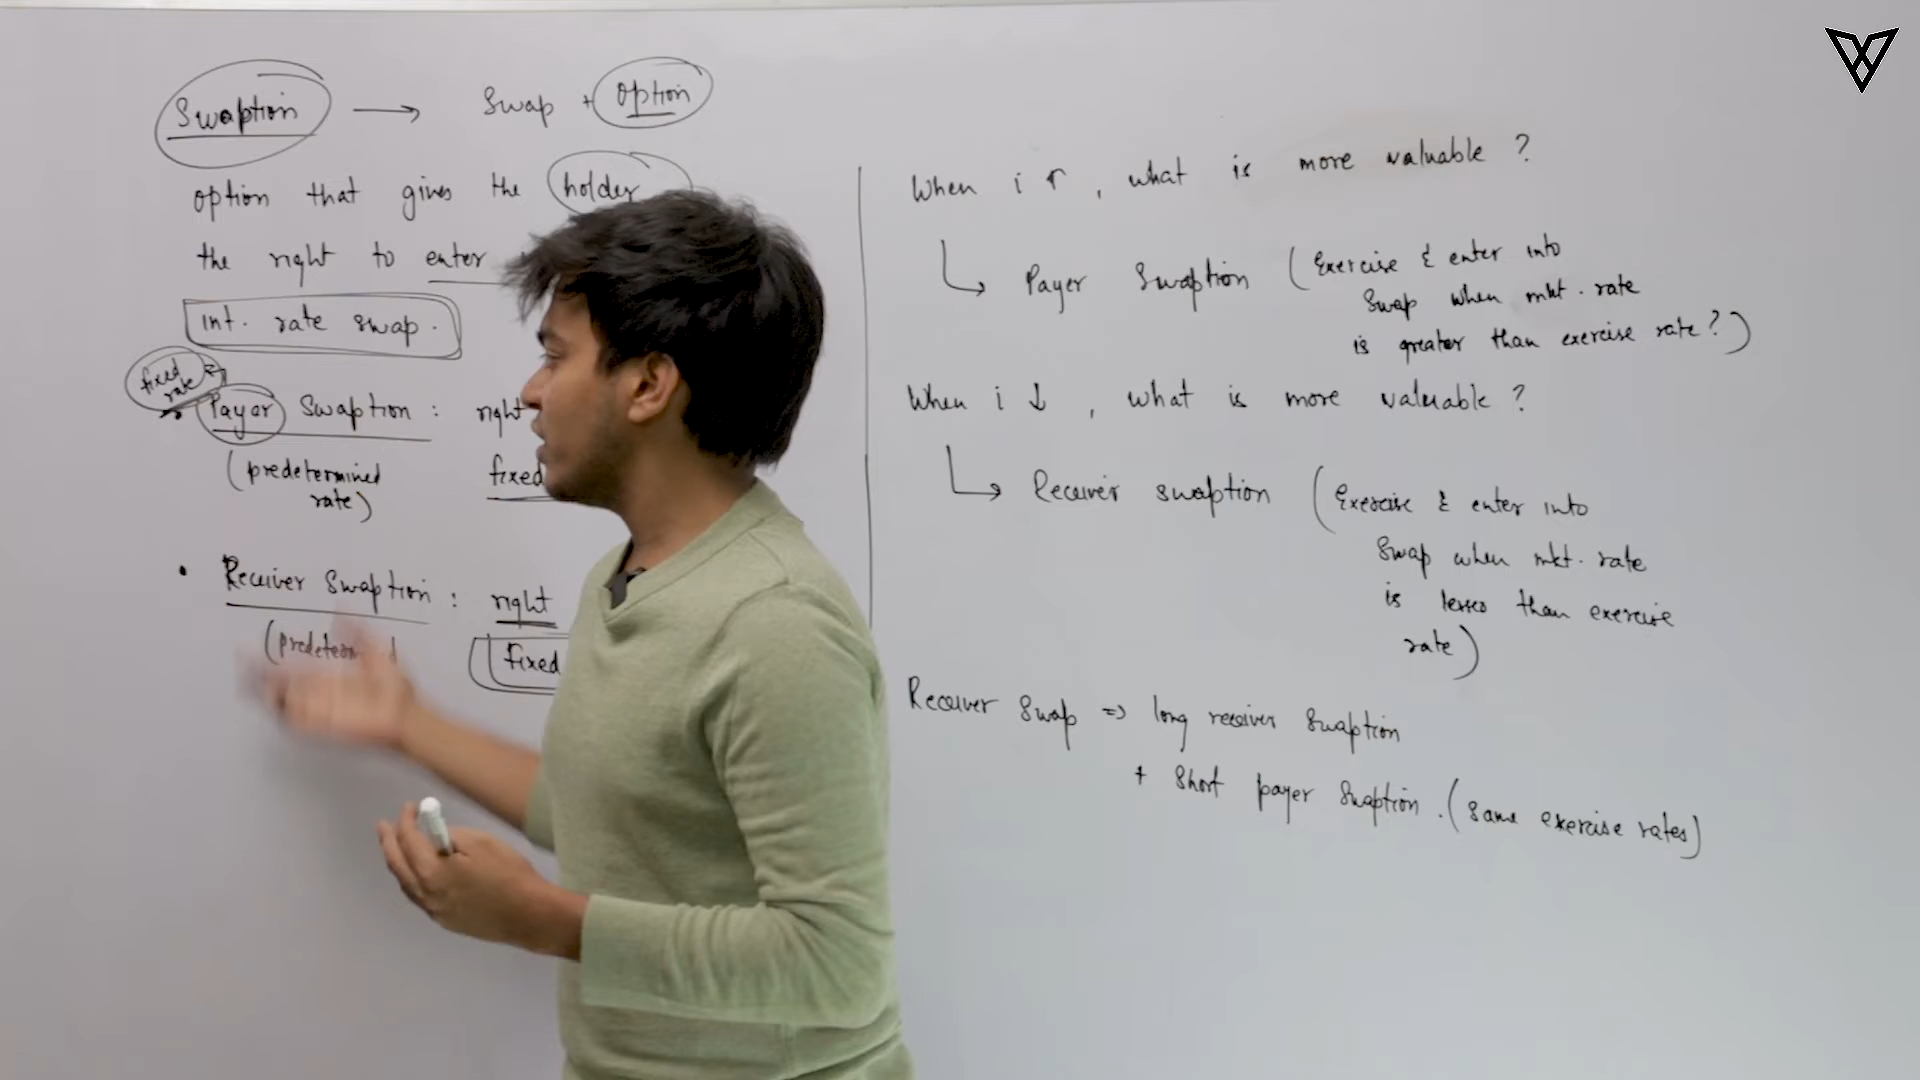 Swaption → Swap + Option
option that gives the holder
the right to enter
int. rate swap.
fixed rate
Payer Swaption : right
(predetermined fixed
rate)
• Receiver Swaption : right
fixed
When i ↑ , what is more valuable ?
Payer Swaption (Exercise & enter into
Swap when mkt. rate
is greater than exercise rate?)
When i ↓ , what is more valuable ?
Receiver swaption (Exercise & enter into
Swap when mkt. rate
is lesser than exercise
rate)
Receiver Swap => long receiver Swaption
+ Short payer Swaption. (same exercise rates)